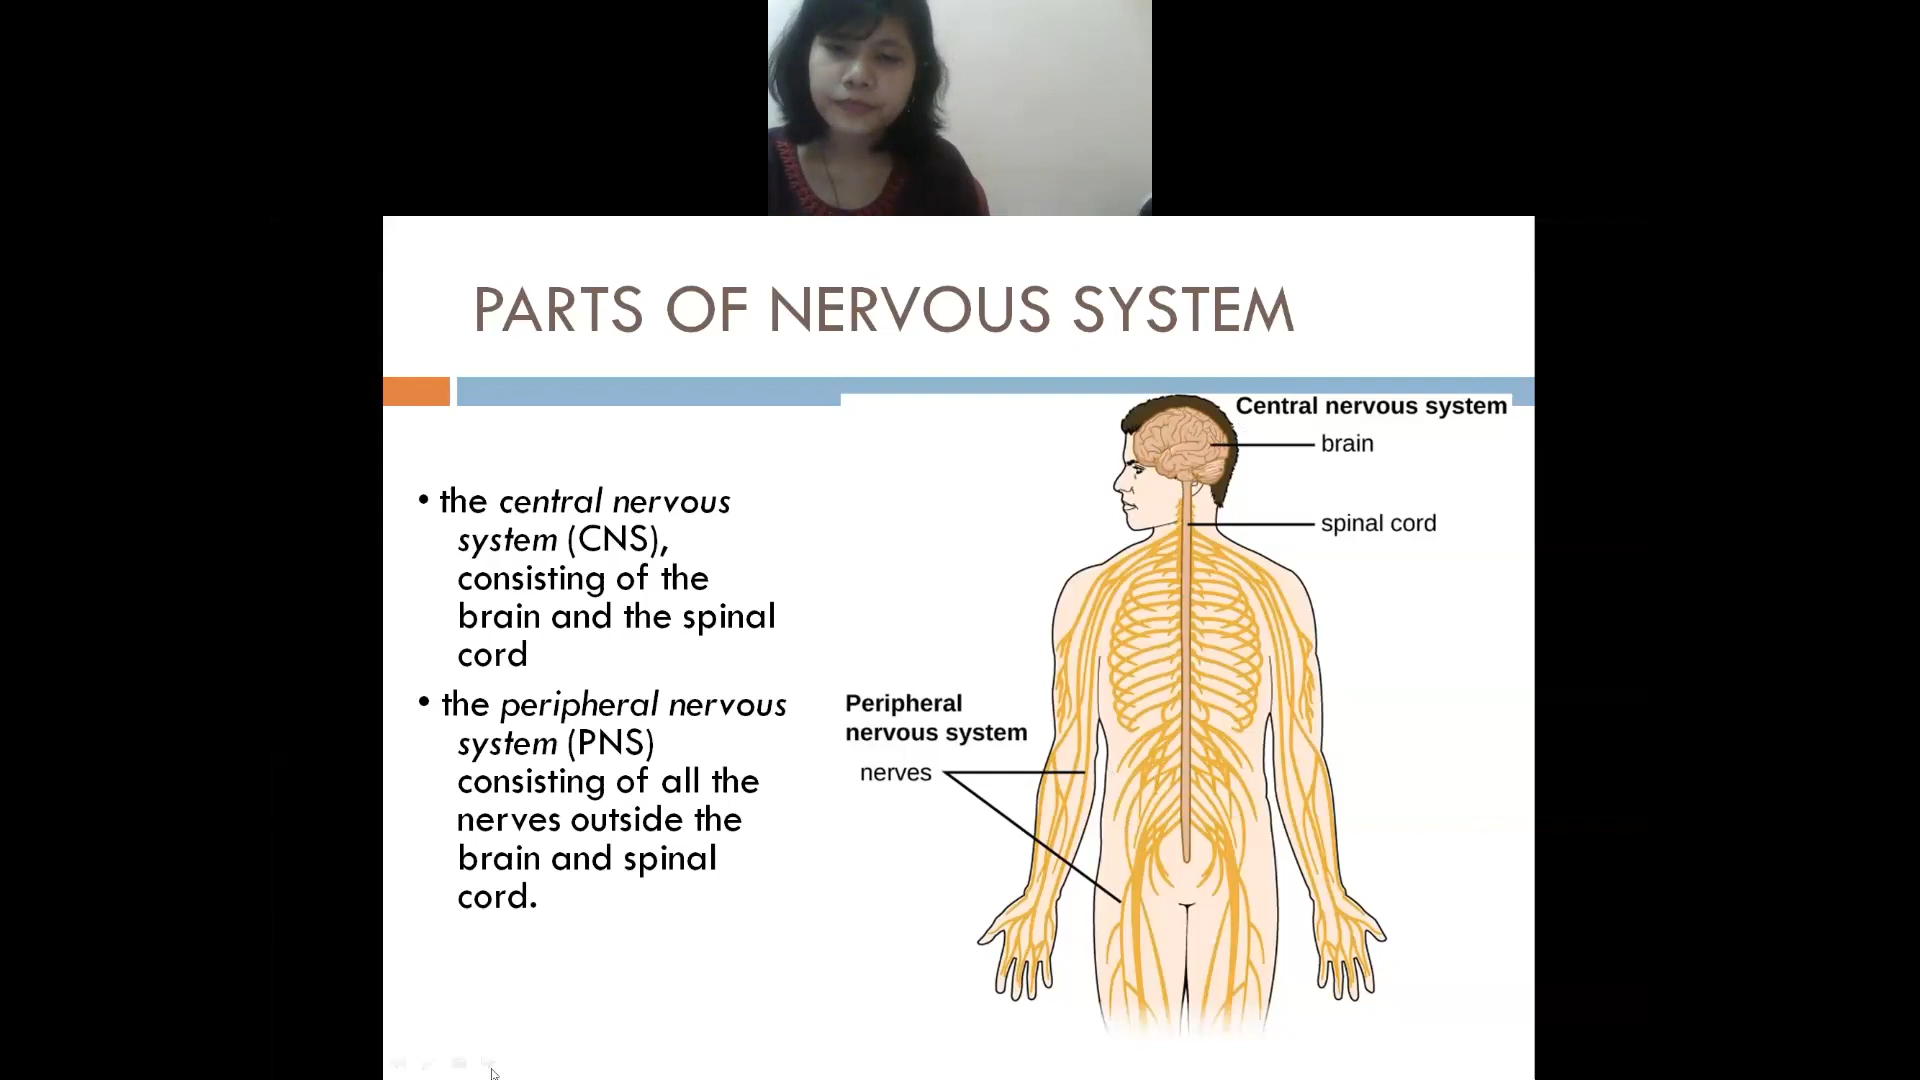 PARTS OF NERVOUS SYSTEM
• the central nervous
system (CNS),
consisting of the
brain and the spinal
cord
• the peripheral nervous
system (PNS)
consisting of all the
nerves outside the
brain and spinal
cord.
Central nervous system
brain
spinal cord
Peripheral
nervous system
nerves